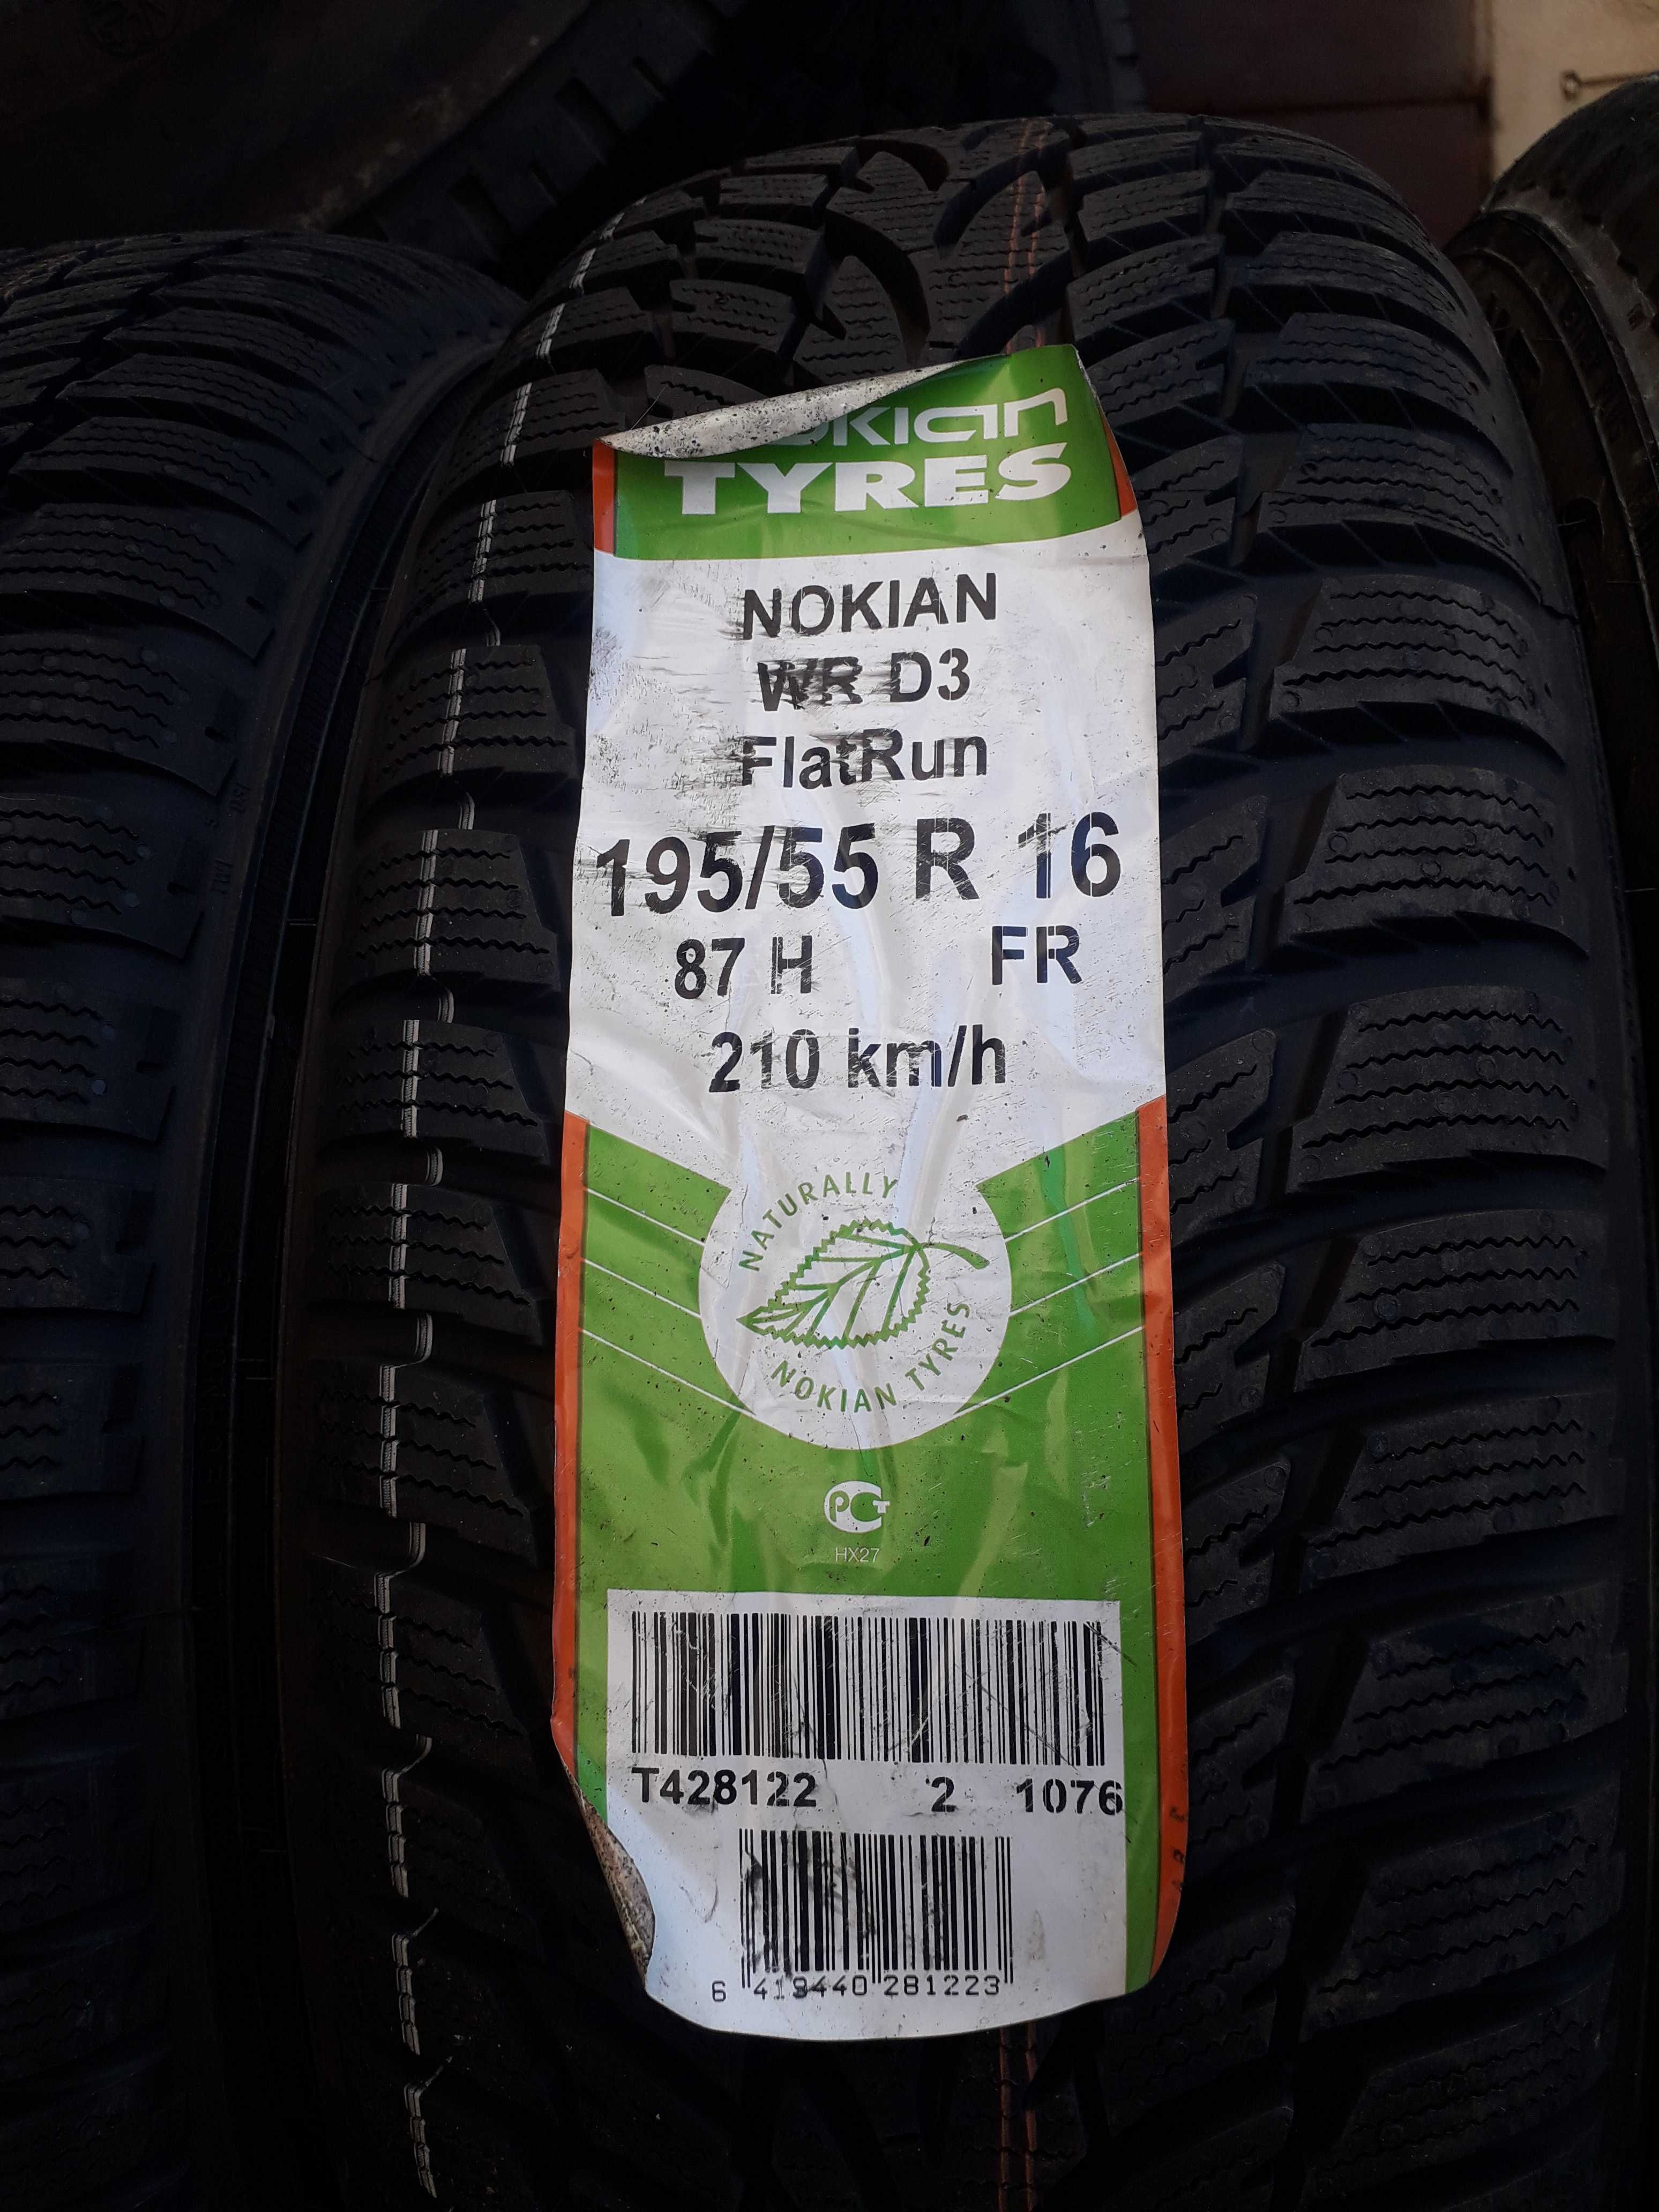 NOKIAN
TYRES
NOKIAN
WR D3
FlatRun
195/55 R 16
87 H FR
210 km/h
NATURALLY
NOKIAN TYRES
РСТ
HX27
T428122 2 1076
6 419440 281223